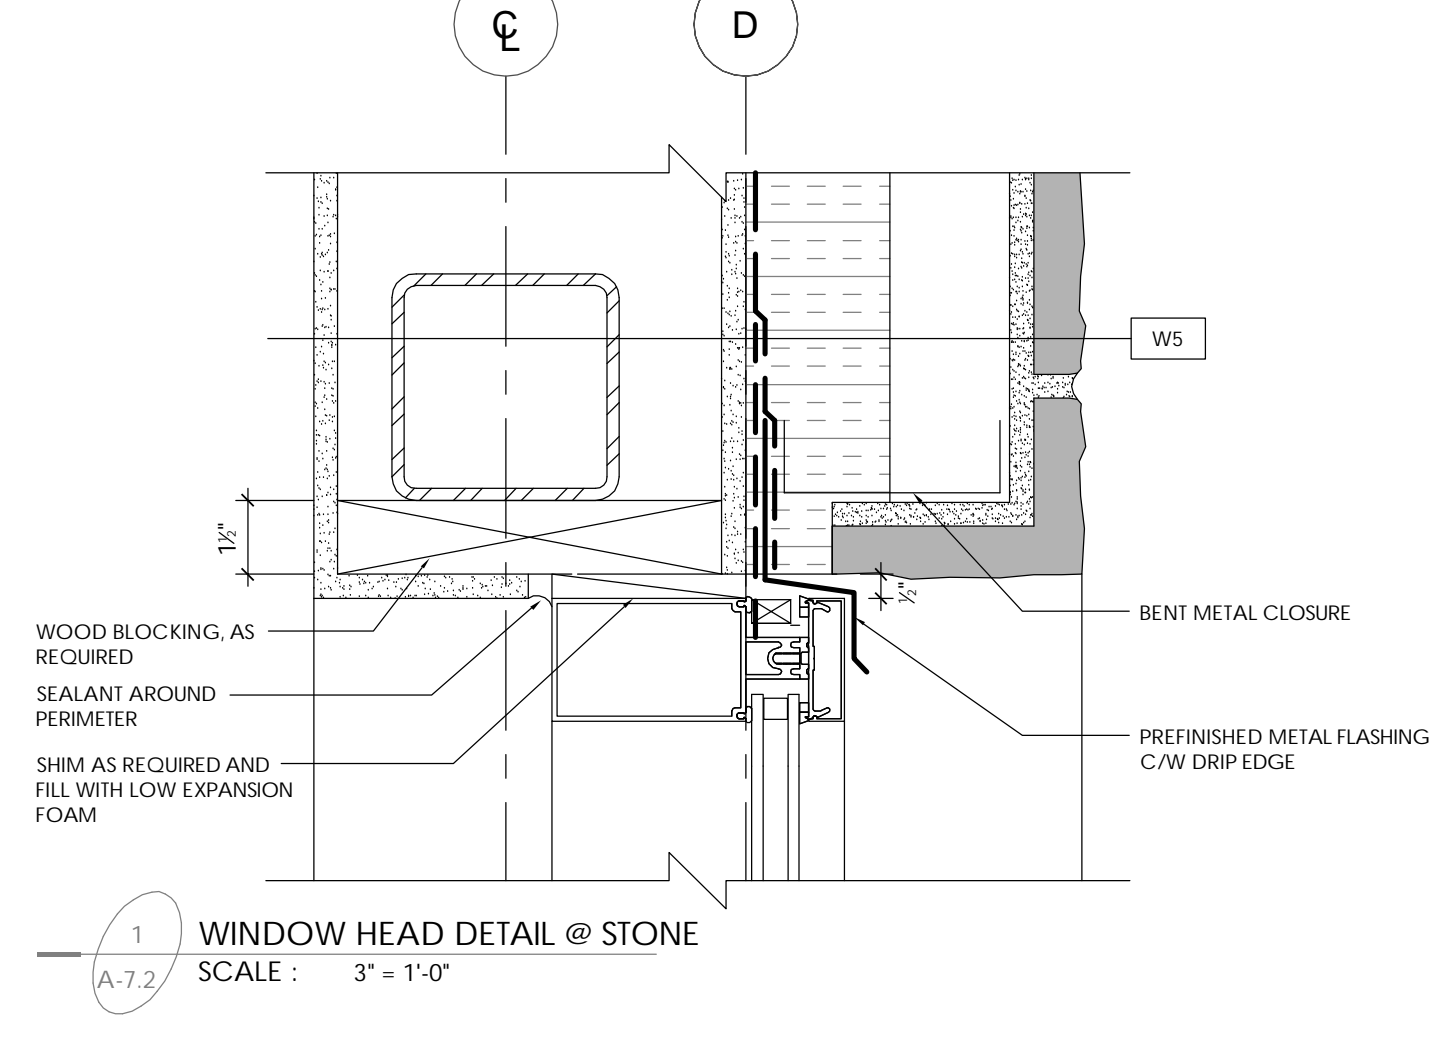 ℄
D
W5
1½"
½"
WOOD BLOCKING, AS
REQUIRED
SEALANT AROUND
PERIMETER
SHIM AS REQUIRED AND
FILL WITH LOW EXPANSION
FOAM
BENT METAL CLOSURE
PREFINISHED METAL FLASHING
C/W DRIP EDGE
1
A-7.2
WINDOW HEAD DETAIL @ STONE
SCALE : 3" = 1'-0"